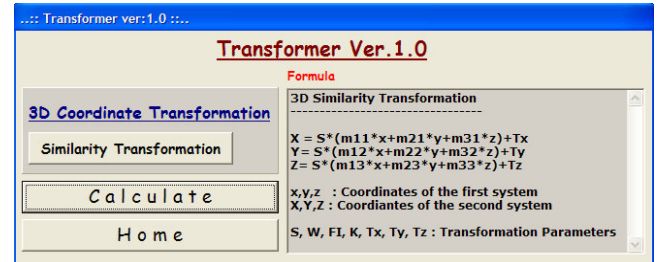 ..:: Transformer ver:1.0 ::..
Transformer Ver.1.0
Formula
3D Coordinate Transformation
Similarity Transformation
Calculate
Home
3D Similarity Transformation
----------------------------------
X = S*(m11*x+m21*y+m31*z)+Tx
Y= S*(m12*x+m22*y+m32*z)+Ty
Z= S*(m13*x+m23*y+m33*z)+Tz
x,y,z : Coordinates of the first system
X,Y,Z : Coordiantes of the second system
S, W, FI, K, Tx, Ty, Tz : Transformation Parameters